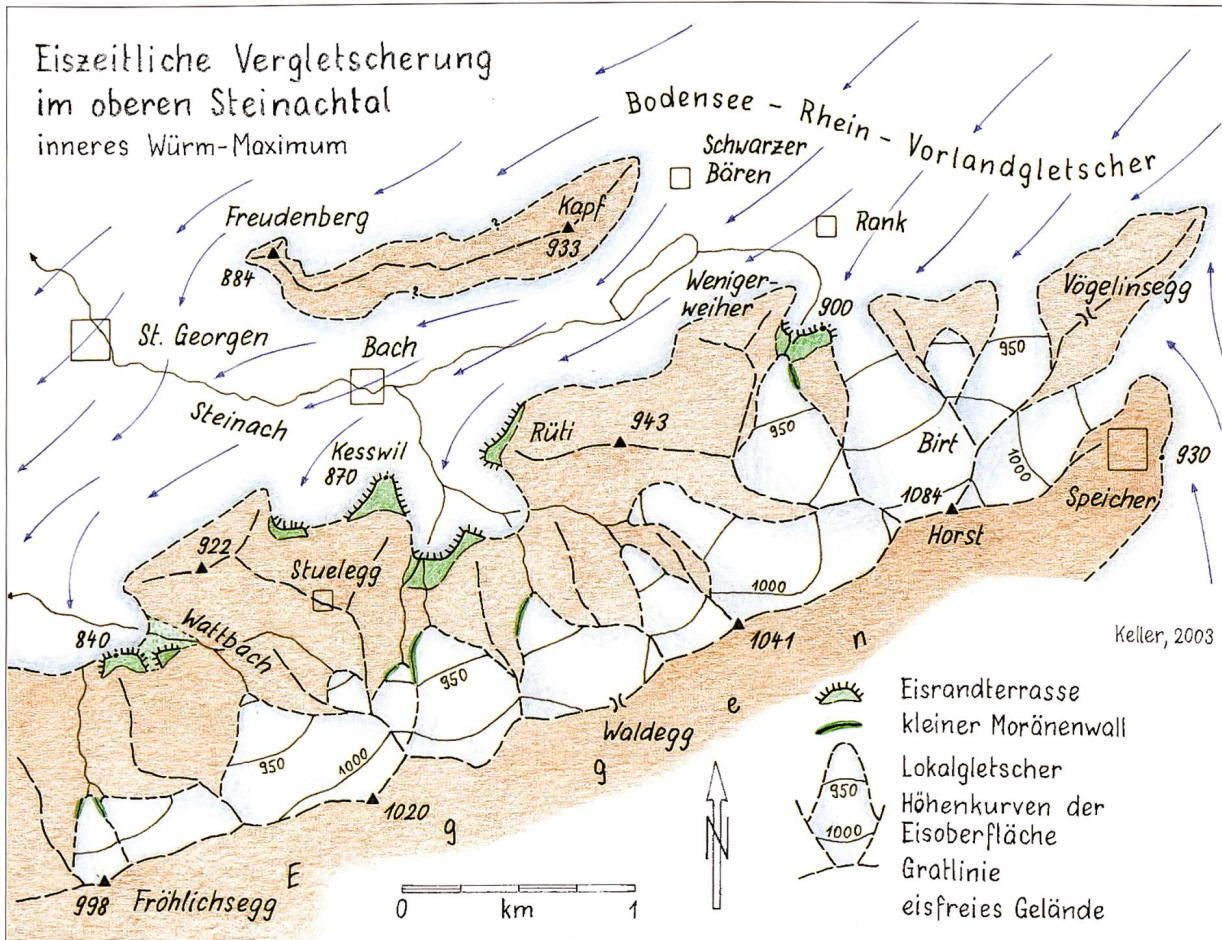 Eiszeitliche Vergletscherung
im oberen Steinachtal
inneres Würm-Maximum
Bodensee - Rhein - Vorlandgletscher
Schwarzer
Bären
Rank
Freudenberg
884
Kapf
933
Weniger-
weiher
900
Vögelinsegg
950
St. Georgen
Bach
Steinach
Kesswil
870
Rüti
943
950
Birt
1000
1084
Horst
Speicher
930
922
Stuelegg
Wattbach
840
950
1000
1041
Waldegg
950
1000
1020
998
Fröhlichsegg
E g g e n
Keller, 2003
0 km 1
N
Eisrandterrasse
kleiner Moränenwall
Lokalgletscher
950
Höhenkurven der
1000
Eisoberfläche
Gratlinie
eisfreies Gelände
?
?